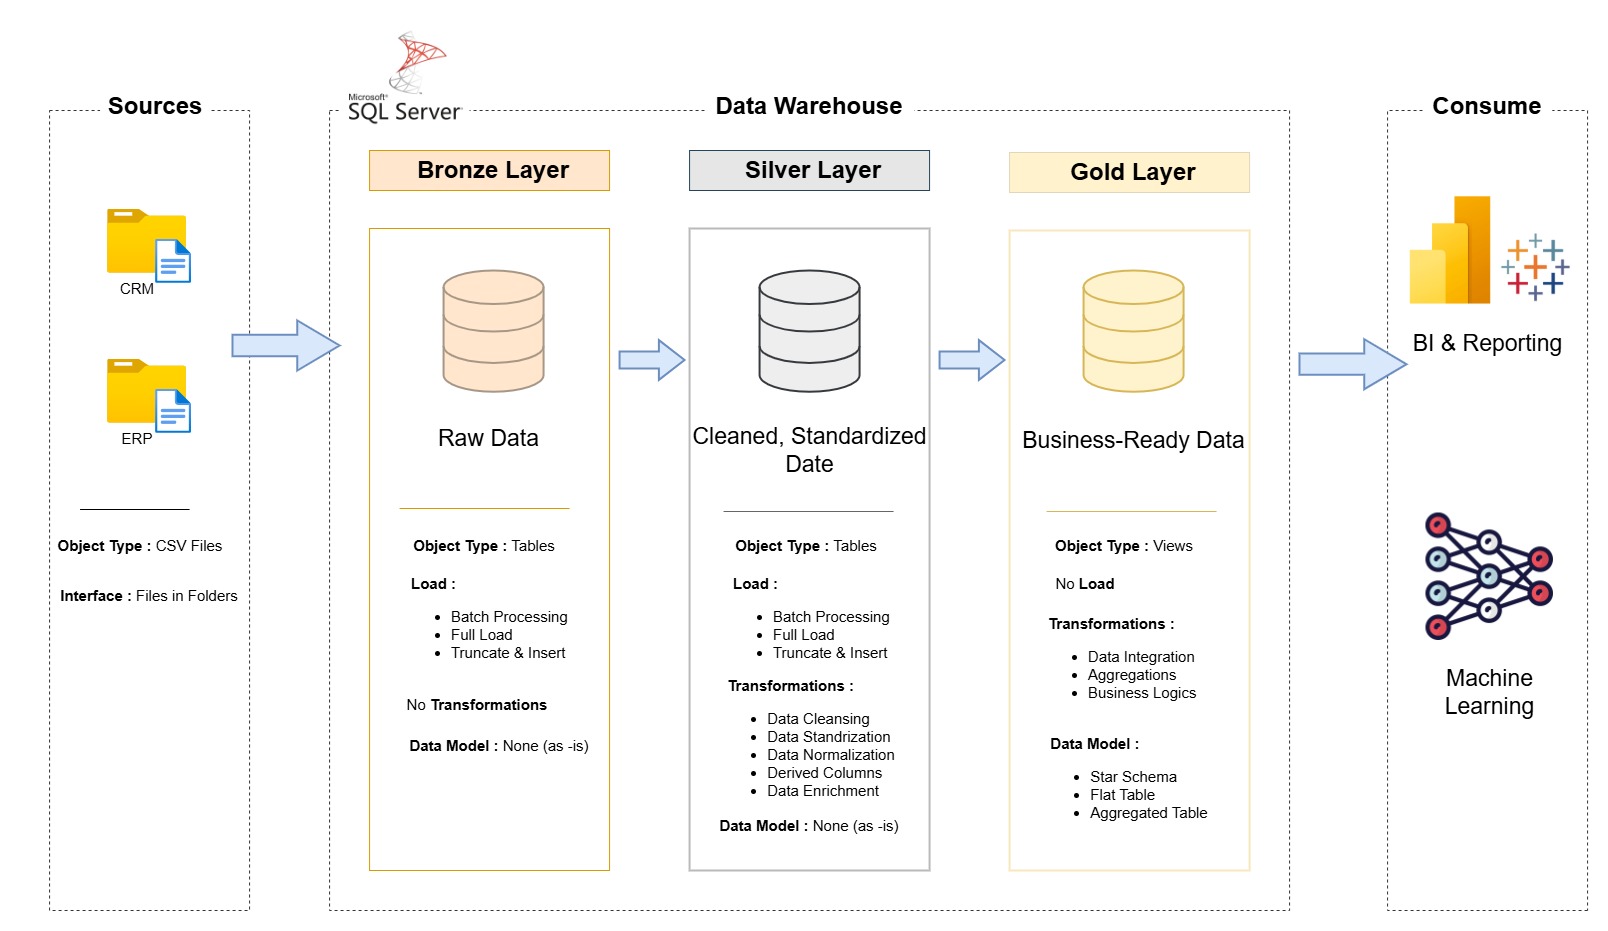 Microsoft®
SQL Server
Sources
CRM
ERP
Object Type : CSV Files
Interface : Files in Folders
Data Warehouse
Bronze Layer
Raw Data
Object Type : Tables
Load :
• Batch Processing
• Full Load
• Truncate & Insert
No Transformations
Data Model : None (as -is)
Silver Layer
Cleaned, Standardized
Date
Object Type : Tables
Load :
• Batch Processing
• Full Load
• Truncate & Insert
Transformations :
• Data Cleansing
• Data Standrization
• Data Normalization
• Derived Columns
• Data Enrichment
Data Model : None (as -is)
Gold Layer
Business-Ready Data
Object Type : Views
No Load
Transformations :
• Data Integration
• Aggregations
• Business Logics
Data Model :
• Star Schema
• Flat Table
• Aggregated Table
Consume
BI & Reporting
Machine
Learning